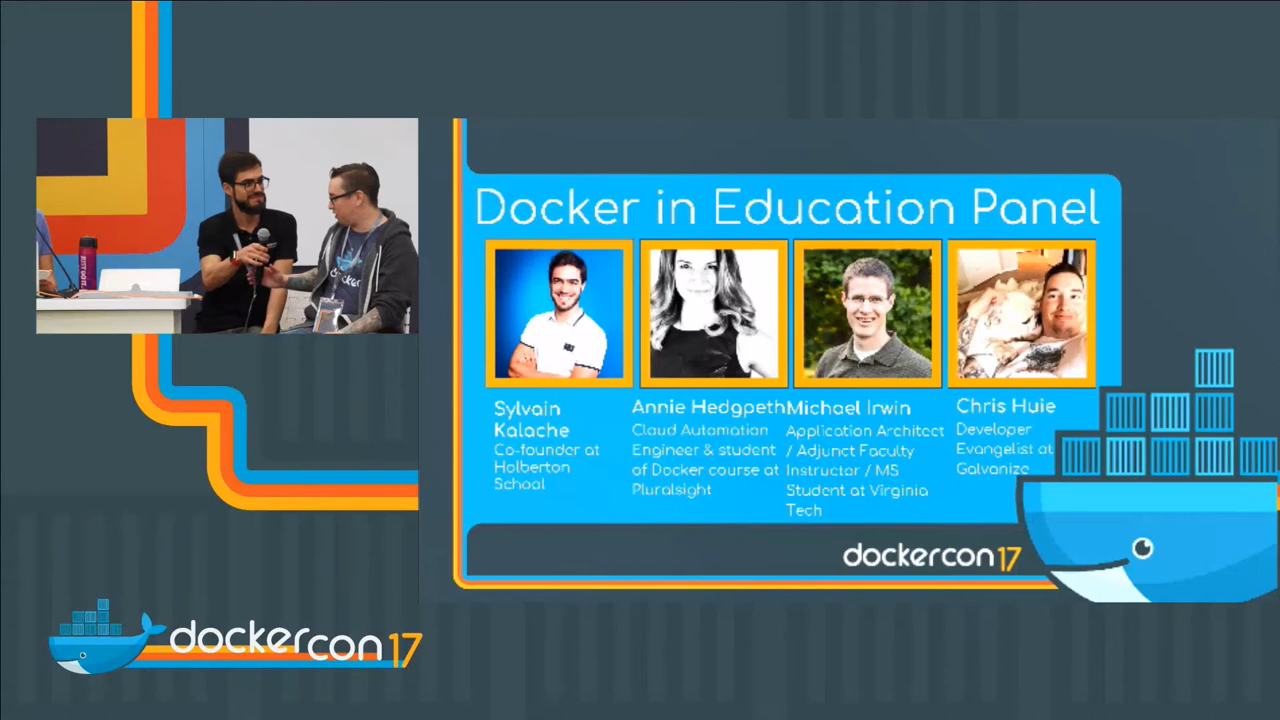 Docker in Education Panel
Sylvain
Kalache
Co-founder at
Holberton
School
Annie Hedgpeth
Cloud Automation
Engineer & student
of Docker course at
Pluralsight
Michael Irwin
Application Architect
/ Adjunct Faculty
Instructor / MS
Student at Virginia
Tech
Chris Huie
Developer
Evangelist at
Galvanize
dockercon17
docker
dockercon17